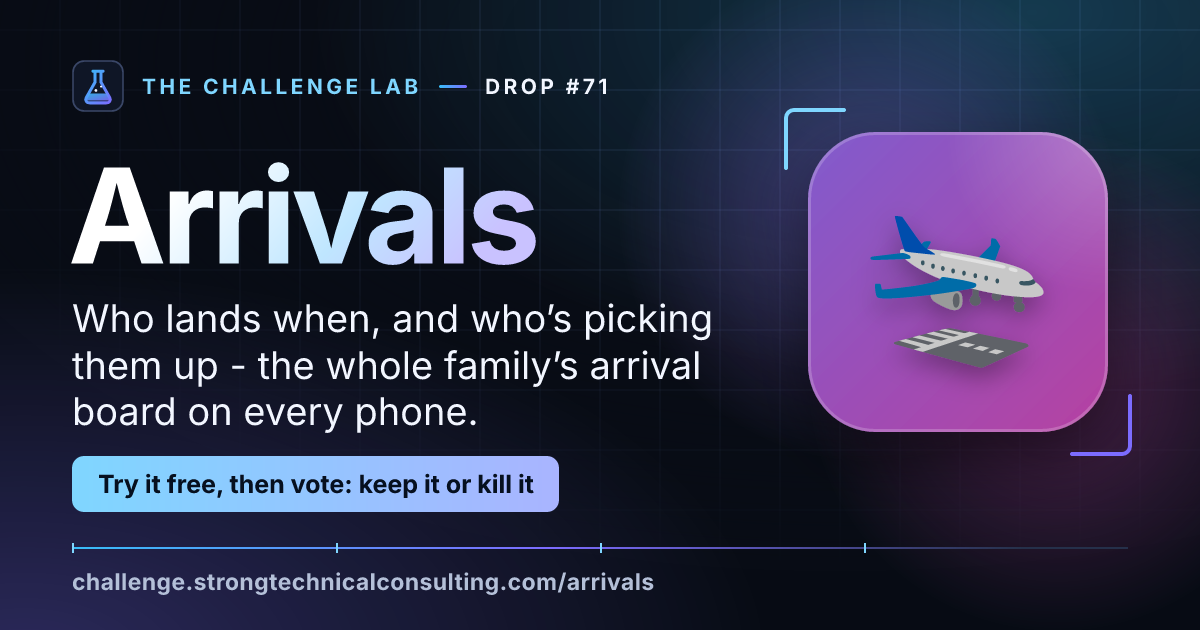 THE CHALLENGE LAB — DROP #71
Arrivals
Who lands when, and who’s picking
them up - the whole family’s arrival
board on every phone.
Try it free, then vote: keep it or kill it
challenge.strongtechnicalconsulting.com/arrivals